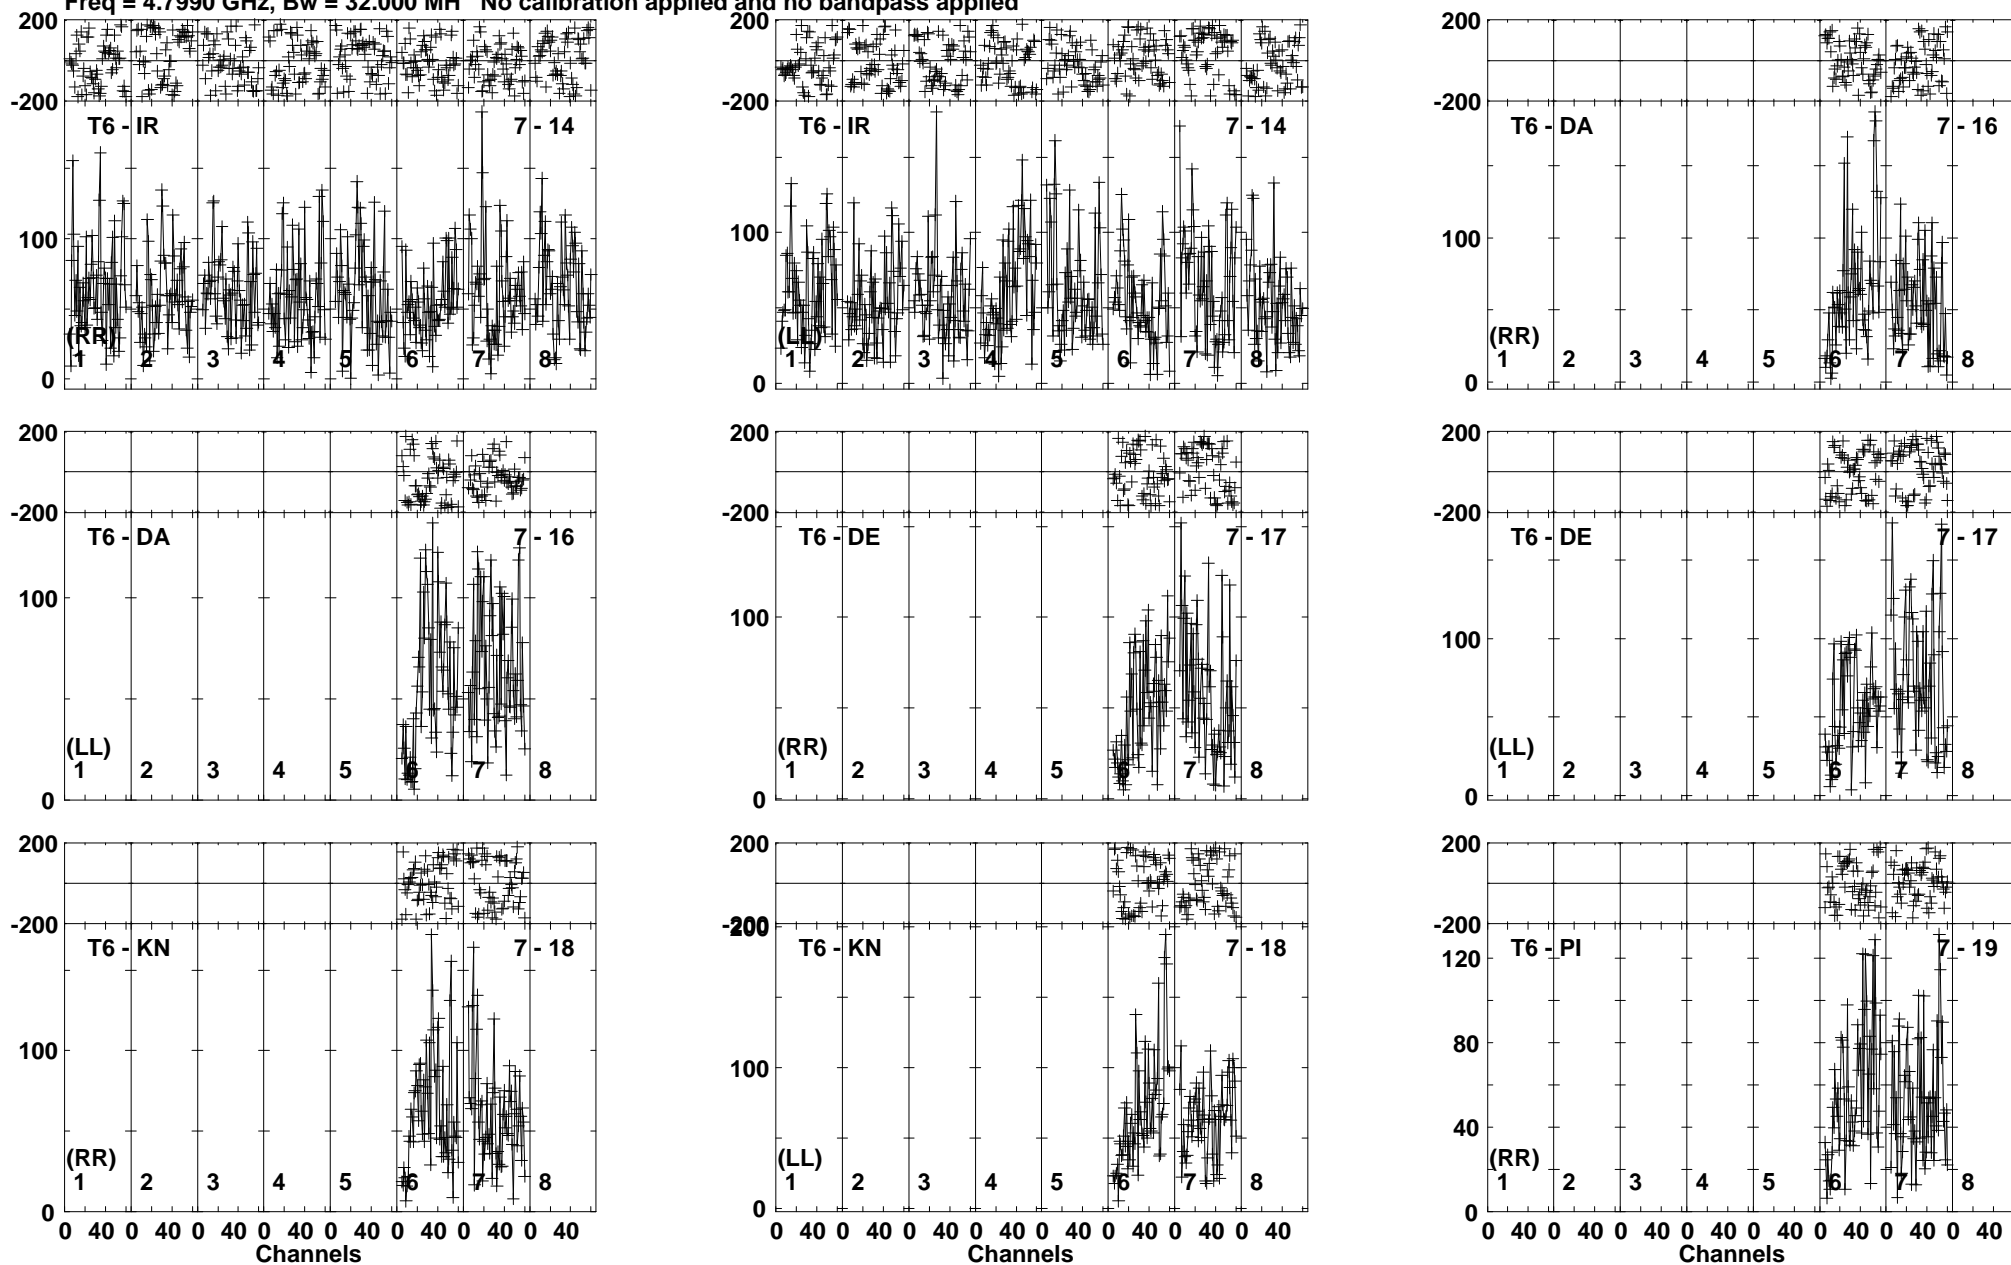 Freq = 4.7990 GHz, Bw = 32.000 MH No calibration applied and no bandpass applied
200 200 200
-200 -200 -200
T6 - IR 7 - 14 T6 - IR 7 - 14 T6 - DA 7 - 16
100 100 100
(RR) (LL) (RR)
1 2 3 4 5 6 7 8 1 2 3 4 5 6 7 8 1 2 3 4 5 6 7 8
0 0 0
200 200 200
-200 -200 -200
T6 - DA 7 - 16 T6 - DE 7 - 17 T6 - DE 7 - 17
100 100 100
(LL) (RR) (LL)
1 2 3 4 5 6 7 8 1 2 3 4 5 6 7 8 1 2 3 4 5 6 7 8
0 0 0
200 200 200
-200 -200 200 -200
T6 - KN 7 - 18 T6 - KN 7 - 18 T6 - PI 7 - 19
120
100 100 80
40
(RR) (LL) (RR)
1 2 3 4 5 6 7 8 1 2 3 4 5 6 7 8 1 2 3 4 5 6 7 8
0 0 0
0 40 0 40 0 40 0 40 0 40 0 40 0 40 0 40 0 40 0 40 0 40 0 40 0 40 0 40 0 40 0 40 0 40 0 40 0 40 0 40 0 40 0 40 0 40 0 40
Channels Channels Channels